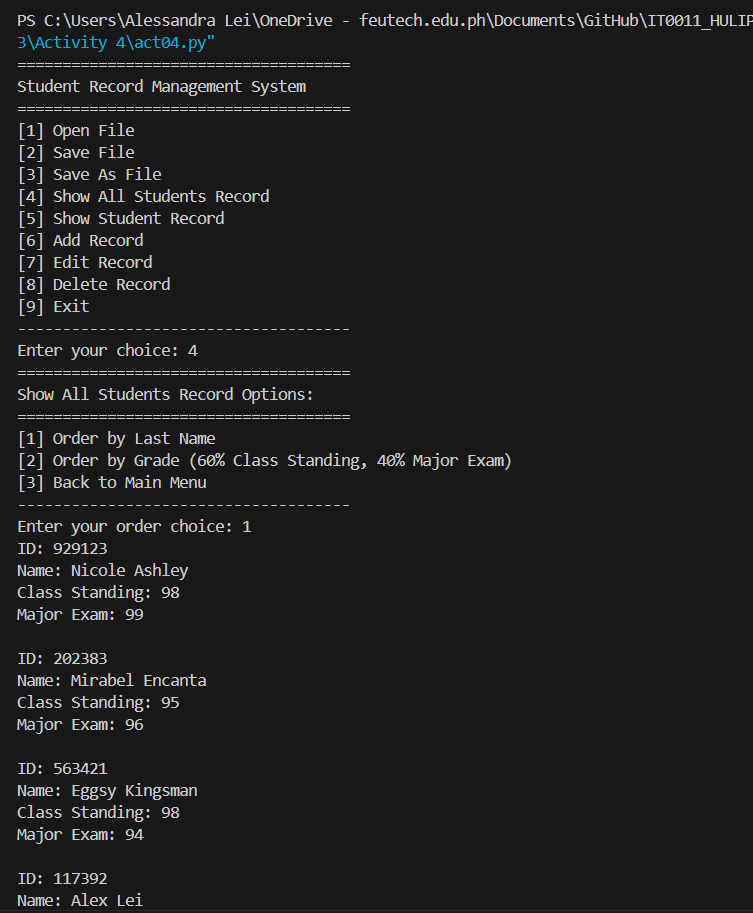 PS C:\Users\Alessandra Lei\OneDrive - feutech.edu.ph\Documents\GitHub\IT0011_HULIP
3\Activity 4\act04.py"
=====================================
Student Record Management System
=====================================
[1] Open File
[2] Save File
[3] Save As File
[4] Show All Students Record
[5] Show Student Record
[6] Add Record
[7] Edit Record
[8] Delete Record
[9] Exit
-------------------------------------
Enter your choice: 4
=====================================
Show All Students Record Options:
=====================================
[1] Order by Last Name
[2] Order by Grade (60% Class Standing, 40% Major Exam)
[3] Back to Main Menu
-------------------------------------
Enter your order choice: 1
ID: 929123
Name: Nicole Ashley
Class Standing: 98
Major Exam: 99

ID: 202383
Name: Mirabel Encanta
Class Standing: 95
Major Exam: 96

ID: 563421
Name: Eggsy Kingsman
Class Standing: 98
Major Exam: 94

ID: 117392
Name: Alex Lei